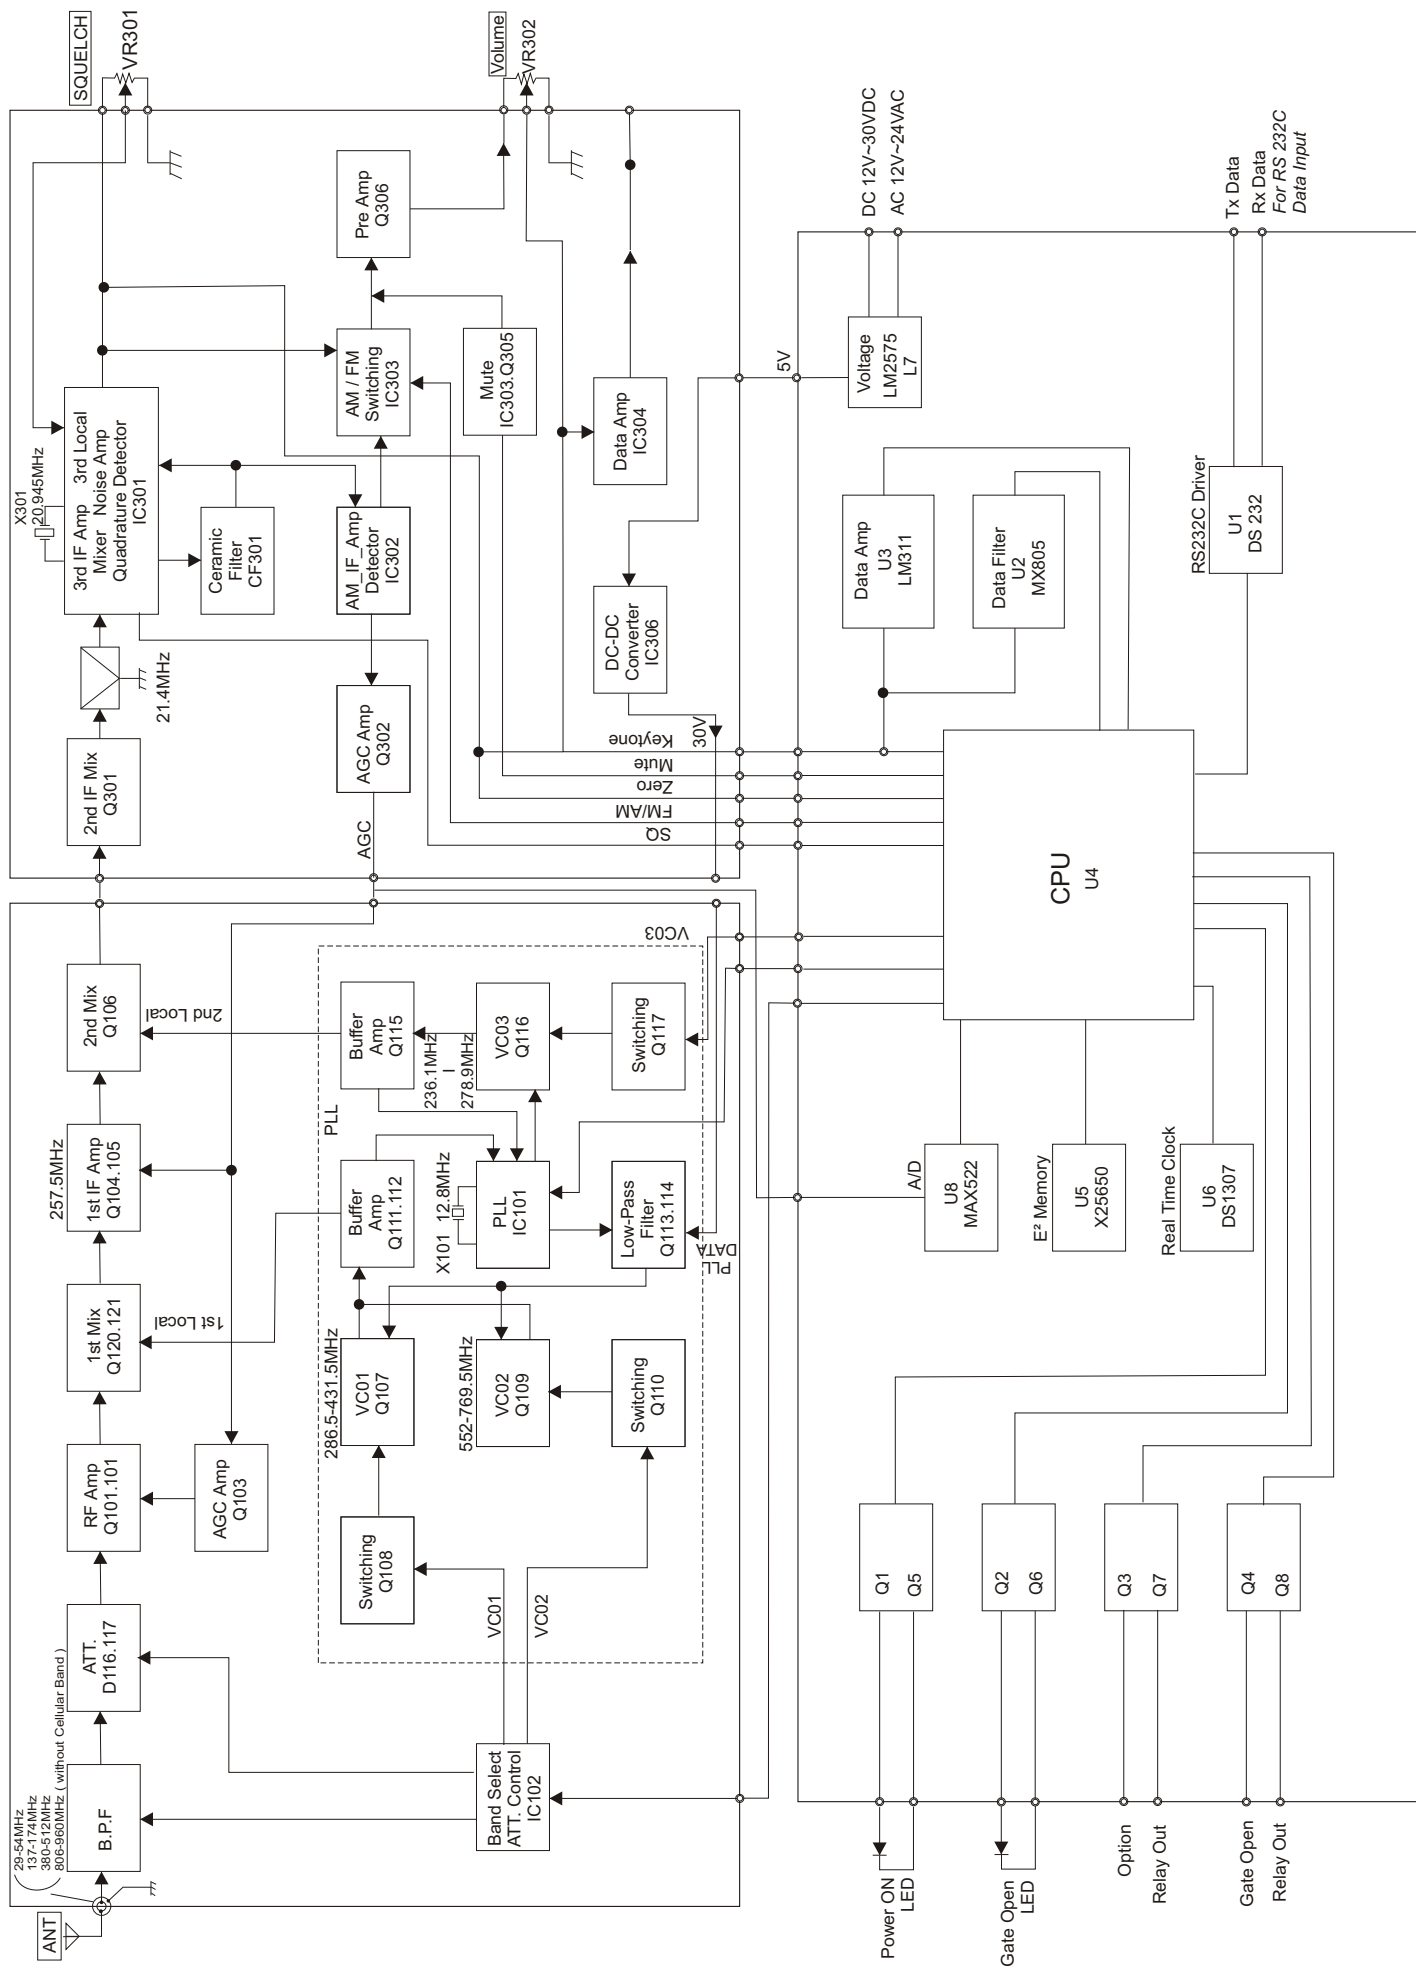 ANT
29-54MHz
137-174MHz
380-512MHz
806-960MHz ( without Cellular Band )
B.P.F
ATT.
D116.117
RF Amp
Q101.101
1st Mix
Q120.121
257.5MHz
1st IF Amp
Q104.105
2nd Mix
Q106
AGC Amp
Q103
1st Local
2nd Local
Band Select
ATT. Control
IC102
VC01
VC02
Switching
Q108
286.5-431.5MHz
VC01
Q107
552-769.5MHz
VC02
Q109
Switching
Q110
PLL
Buffer
Amp
Q111.112
X101 12.8MHz
PLL
IC101
Low-Pass
Filter
Q113.114
PLL
DATA
Buffer
Amp
Q115
236.1MHz
I
278.9MHz
VC03
Q116
Switching
Q117
VC03
2nd IF Mix
Q301
21.4MHz
X301
20.945MHz
3rd IF Amp 3rd Local
Mixer Noise Amp
Quadrature Detector
IC301
Ceramic
Filter
CF301
AGC
AGC Amp
Q302
AM_IF_Amp
Detector
IC302
AM / FM
Switching
IC303
Pre Amp
Q306
Mute
IC303.Q305
DC-DC
Converter
IC306
30V
Data Amp
IC304
SQUELCH
VR301
Volume
VR302
Keytone
Mute
Zero
FM/AM
SQ
5V
Voltage
LM2575
L7
DC 12V~30VDC
AC 12V~24VAC
Data Amp
U3
LM311
Data Filter
U2
MX805
RS232C Driver
U1
DS 232
Tx Data
Rx Data
For RS 232C
Data Input
CPU
U4
A/D
U8
MAX522
E² Memory
U5
X25650
Real Time Clock
U6
DS1307
Q1
Q5
Q2
Q6
Q3
Q7
Q4
Q8
Power ON
LED
Gate Open
LED
Option
Relay Out
Gate Open
Relay Out